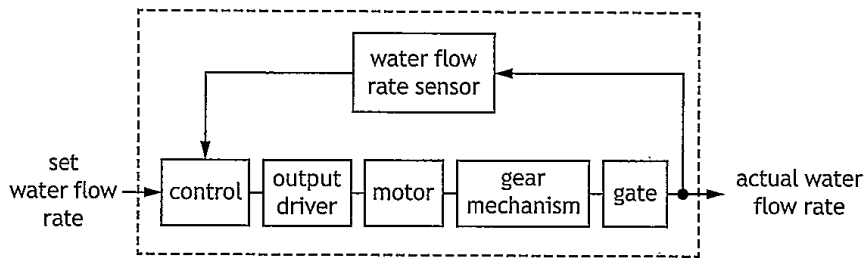 water flow
rate sensor
set
water flow
rate
control
output
driver
motor
gear
mechanism
gate
actual water
flow rate